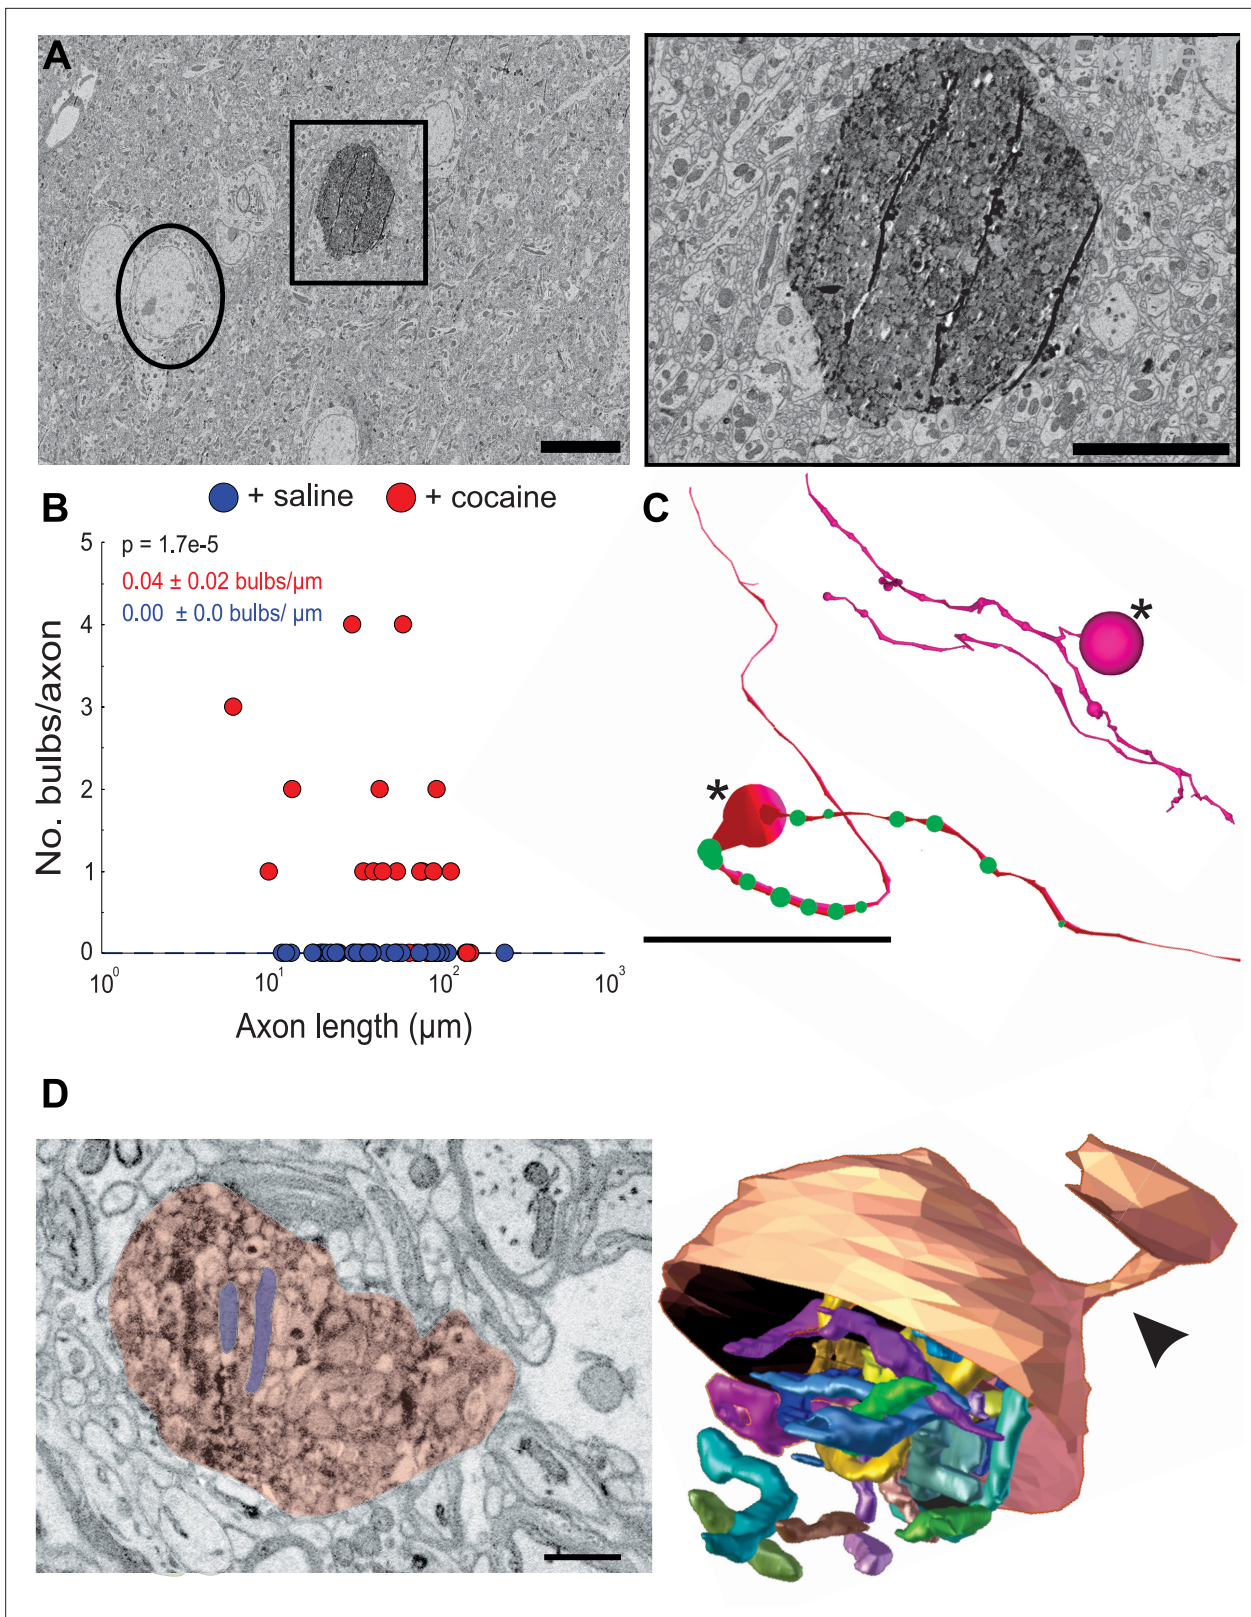 A
B
+ saline
+ cocaine
p = 1.7e-5
0.04 ± 0.02 bulbs/µm
0.00 ± 0.0 bulbs/ µm
No. bulbs/axon
5
4
3
2
1
0
10⁰
10¹
10²
10³
Axon length (µm)
C
*
*
D